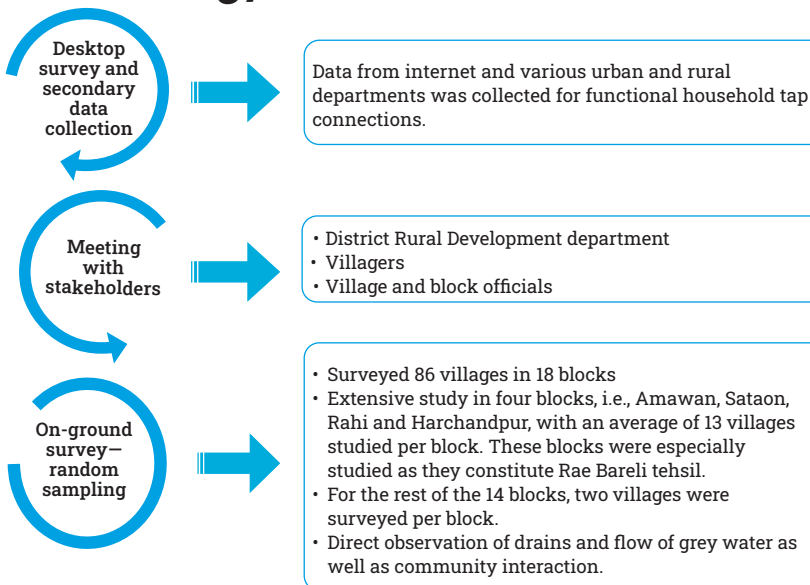 Desktop
survey and
secondary
data
collection
Data from internet and various urban and rural
departments was collected for functional household tap
connections.
Meeting
with
stakeholders
• District Rural Development department
• Villagers
• Village and block officials
On-ground
survey—
random
sampling
• Surveyed 86 villages in 18 blocks
• Extensive study in four blocks, i.e., Amawan, Sataon,
Rahi and Harchandpur, with an average of 13 villages
studied per block. These blocks were especially
studied as they constitute Rae Bareli tehsil.
• For the rest of the 14 blocks, two villages were
surveyed per block.
• Direct observation of drains and flow of grey water as
well as community interaction.